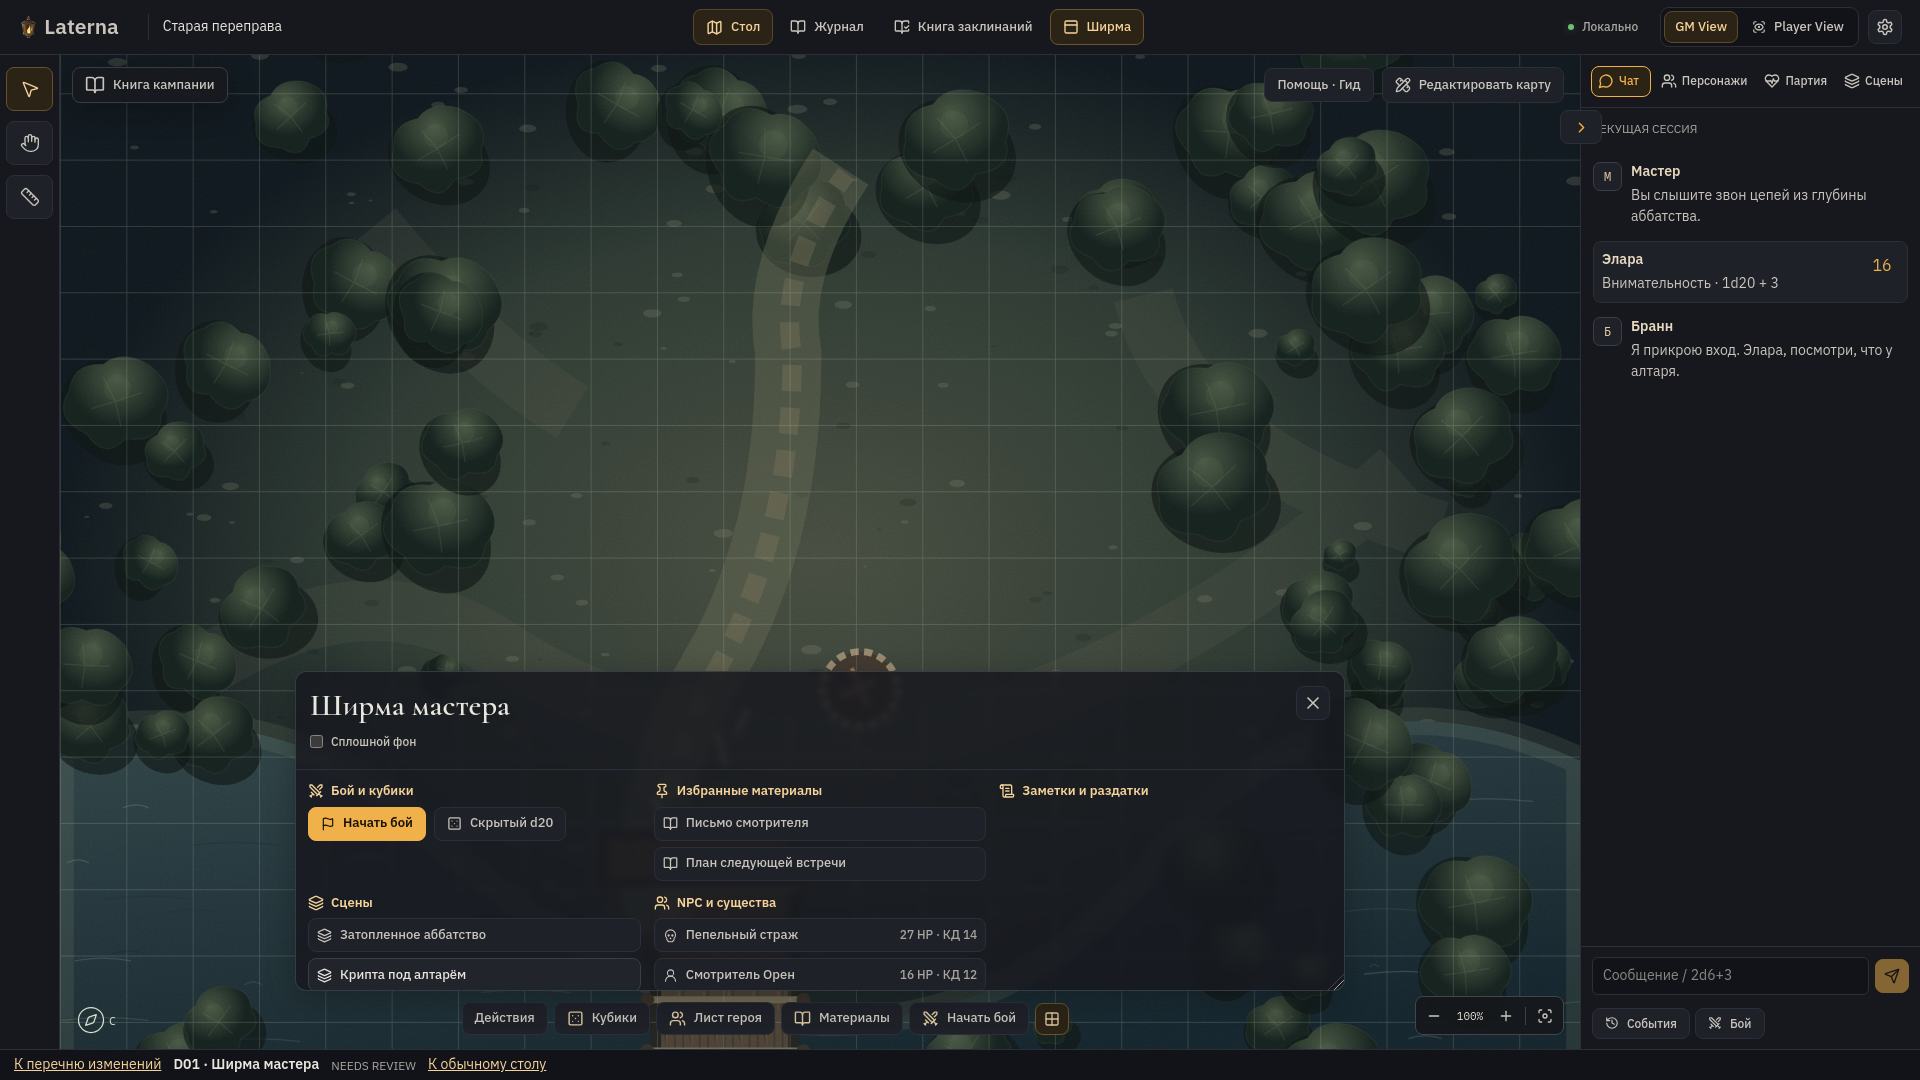 Laterna
Старая переправа
Стол
Журнал
Книга заклинаний
Ширма
Локально
GM View
Player View
Книга кампании
Помощь · Гид
Редактировать карту
Чат
Персонажи
Партия
Сцены
ЕКУЩАЯ СЕССИЯ
М
Мастер
Вы слышите звон цепей из глубины
аббатства.
Элара
16
Внимательность · 1d20 + 3
Б
Бранн
Я прикрою вход. Элара, посмотри, что у
алтаря.
Ширма мастера
Сплошной фон
Бой и кубики
Начать бой
Скрытый d20
Избранные материалы
Письмо смотрителя
План следующей встречи
Заметки и раздатки
Сцены
Затопленное аббатство
Крипта под алтарём
NPC и существа
Пепельный страж
27 HP · КД 14
Смотритель Орен
16 HP · КД 12
С
Действия
Кубики
Лист героя
Материалы
Начать бой
100%
Сообщение / 2d6+3
События
Бой
К перечню изменений
D01 · Ширма мастера
NEEDS REVIEW
К обычному столу